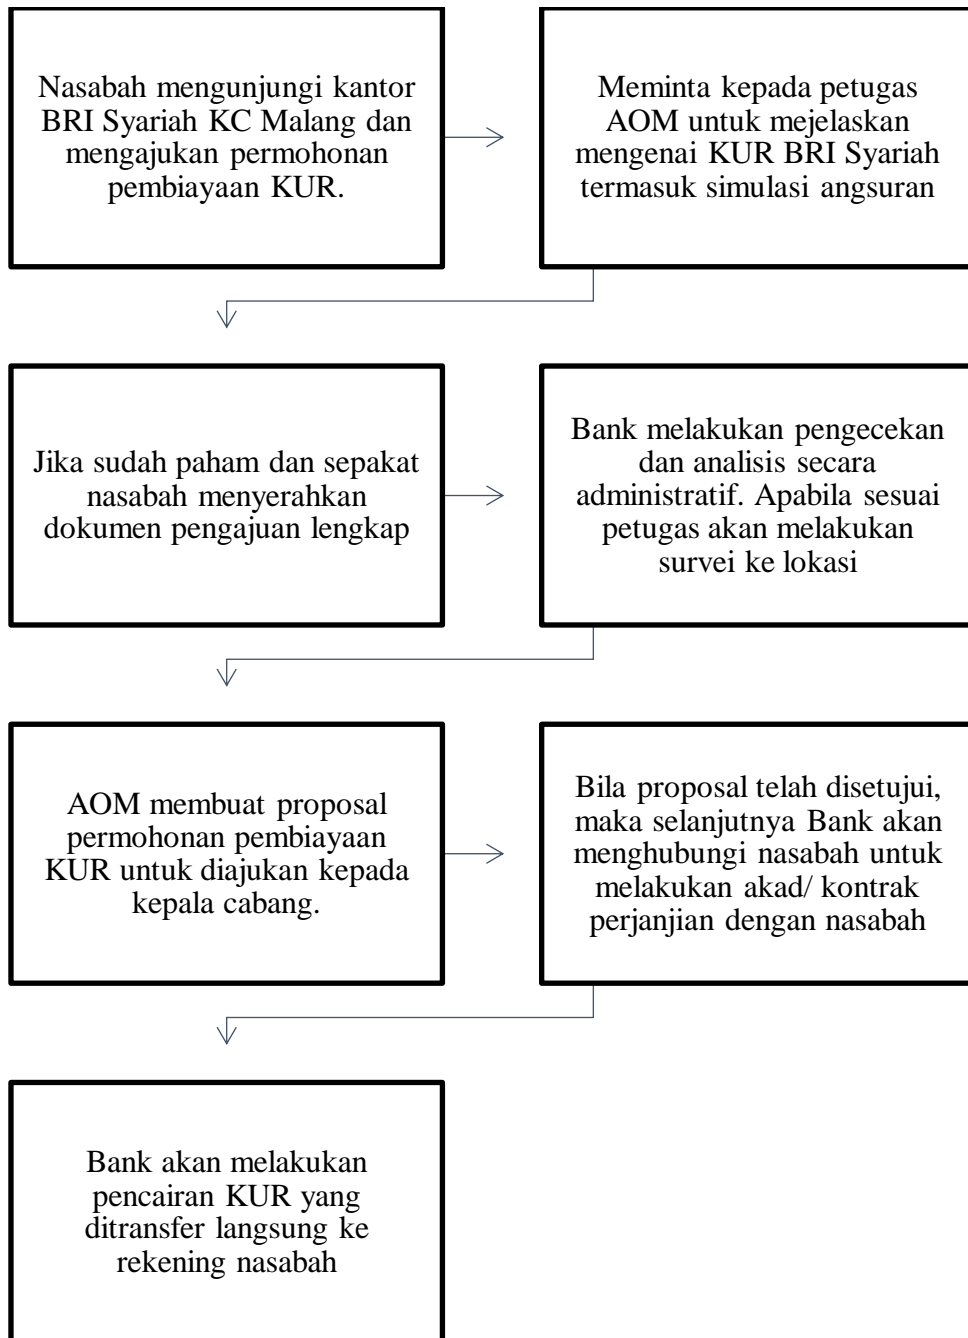 Nasabah mengunjungi kantor
BRI Syariah KC Malang dan
mengajukan permohonan
pembiayaan KUR.
Meminta kepada petugas
AOM untuk mejelaskan
mengenai KUR BRI Syariah
termasuk simulasi angsuran
Jika sudah paham dan sepakat
nasabah menyerahkan
dokumen pengajuan lengkap
Bank melakukan pengecekan
dan analisis secara
administratif. Apabila sesuai
petugas akan melakukan
survei ke lokasi
AOM membuat proposal
permohonan pembiayaan
KUR untuk diajukan kepada
kepala cabang.
Bila proposal telah disetujui,
maka selanjutnya Bank akan
menghubungi nasabah untuk
melakukan akad/ kontrak
perjanjian dengan nasabah
Bank akan melakukan
pencairan KUR yang
ditransfer langsung ke
rekening nasabah